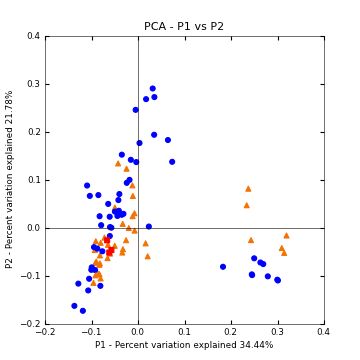 PCA - P1 vs P2
P2 - Percent variation explained 21.78%
0.4
0.3
0.2
0.1
0.0
−0.1
−0.2
−0.2 −0.1 0.0 0.1 0.2 0.3 0.4
P1 - Percent variation explained 34.44%